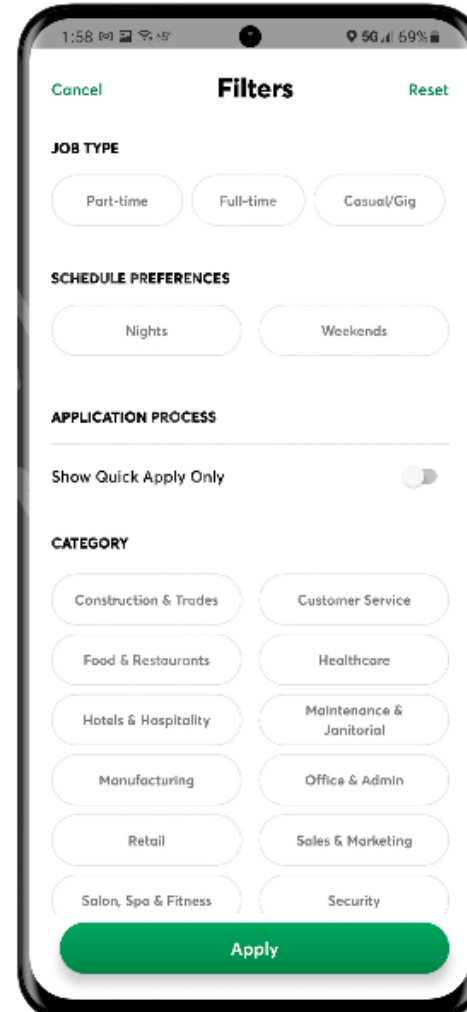 1:58
5G 69%
Cancel Filters Reset
JOB TYPE
Part-time Full-time Casual/Gig
SCHEDULE PREFERENCES
Nights Weekends
APPLICATION PROCESS
Show Quick Apply Only
CATEGORY
Construction & Trades Customer Service
Food & Restaurants Healthcare
Hotels & Hospitality Maintenance &
Janitorial
Manufacturing Office & Admin
Retail Sales & Marketing
Salon, Spa & Fitness Security
Apply